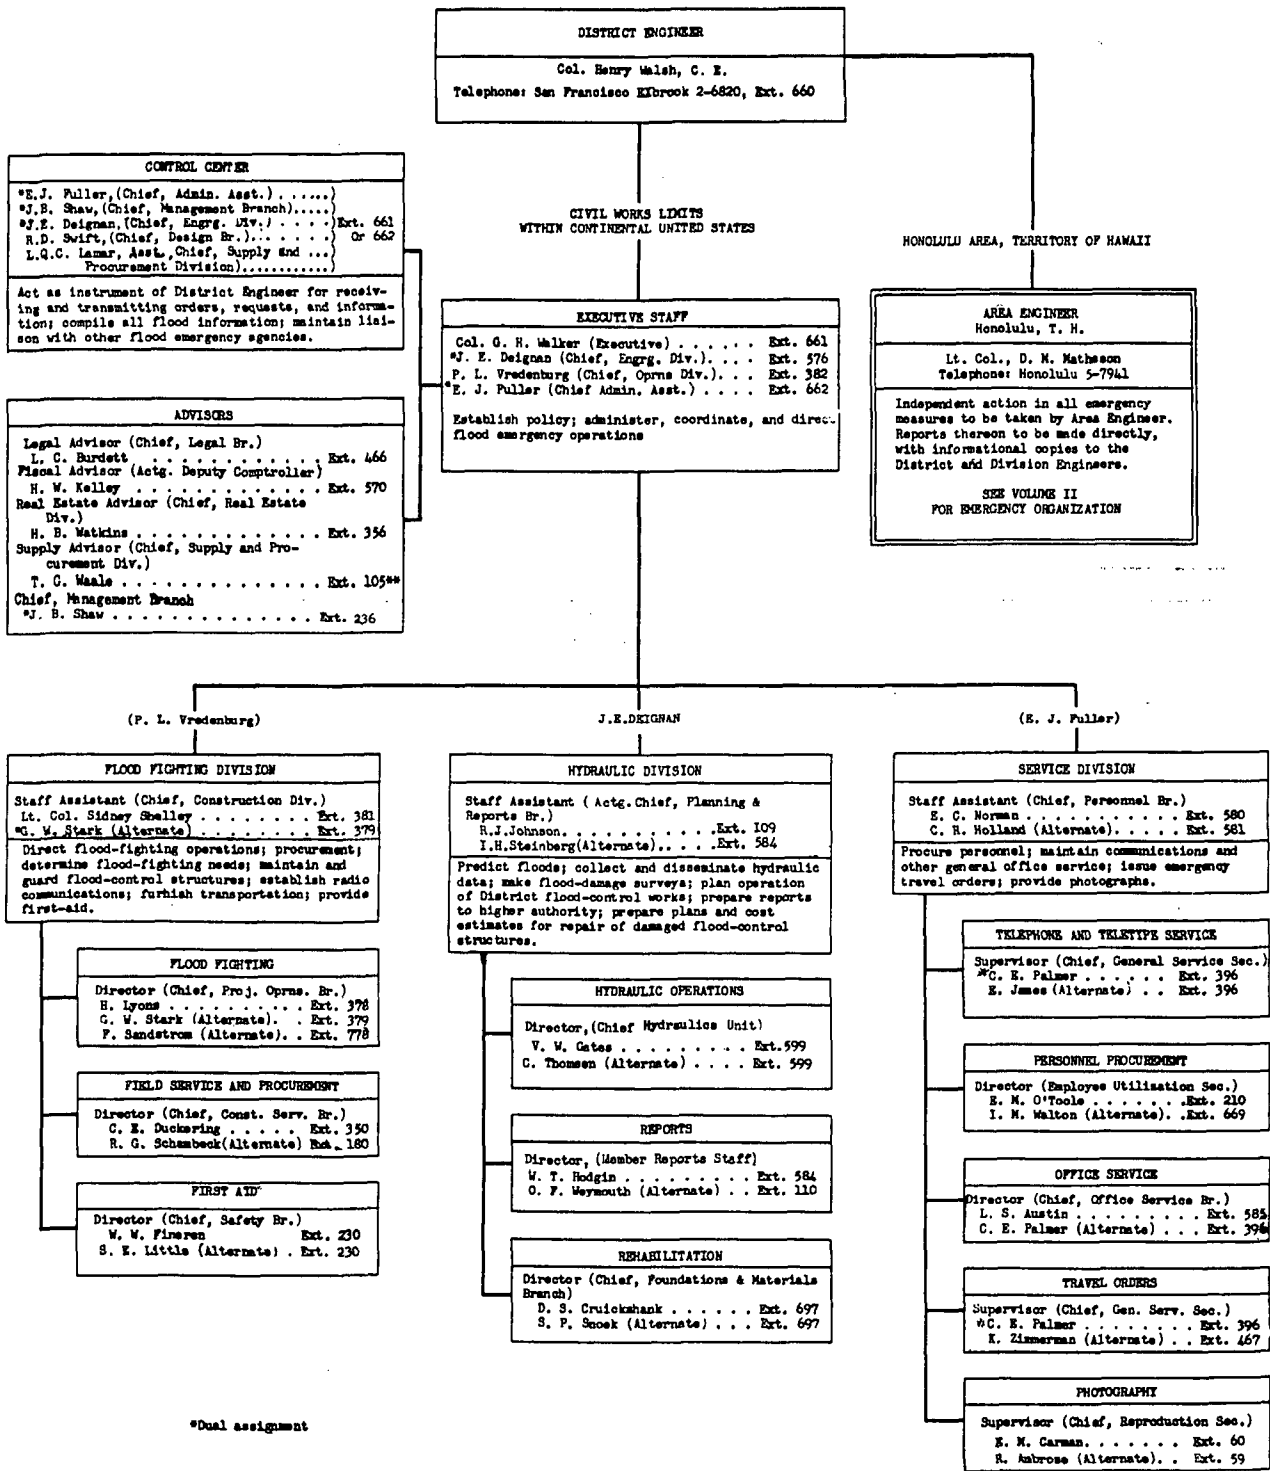 DISTRICT ENGINEER
Col. Henry Walsh, C. E.
Telephone: San Francisco EXbrook 2-6820, Ext. 660
CONTROL CENTER
*E.J. Fuller,(Chief, Admin. Asst.) . . . ...)
*J.B. Shaw,(Chief, Management Branch).....)
*J.E. Deignan,(Chief, Engrg. Div.) . . . .)Ext. 661
R.D. Swift,(Chief, Design Br.). . . . . . .) Or 662
L.Q.C. Lamar, Asst., Chief, Supply and ...)
Procurement Division)............)
Act as instrument of District Engineer for receiv-
ing and transmitting orders, requests, and informa-
tion; compile all flood information; maintain liai-
son with other flood emergency agencies.
CIVIL WORKS LIMITS
WITHIN CONTINENTAL UNITED STATES
HONOLULU AREA, TERRITORY OF HAWAII
EXECUTIVE STAFF
Col. G. H. Walker (Executive) . . . . . . Ext. 661
*J. E. Deignan (Chief, Engrg. Div.). . . . Ext. 576
P. L. Vredenburg (Chief, Oprns Div.). . . Ext. 382
*E. J. Fuller (Chief Admin. Asst.) . . . . Ext. 662
Establish policy; administer, coordinate, and direct
flood emergency operations
AREA ENGINEER
Honolulu, T. H.
Lt. Col., D. M. Matheson
Telephone: Honolulu 5-7941
Independent action in all emergency
measures to be taken by Area Engineer.
Reports thereon to be made directly,
with informational copies to the
District and Division Engineers.
SEE VOLUME II
FOR EMERGENCY ORGANIZATION
ADVISORS
Legal Advisor (Chief, Legal Br.)
L. C. Burdett . . . . . . . . . . . . . Ext. 466
Fiscal Advisor (Actg. Deputy Comptroller)
H. W. Kelley . . . . . . . . . . . . . Ext. 570
Real Estate Advisor (Chief, Real Estate
Div.)
H. B. Watkins . . . . . . . . . . . . . Ext. 356
Supply Advisor (Chief, Supply and Pro-
curement Div.)
T. G. Waale . . . . . . . . . . . . . . Ext. 105**
Chief, Management Branch
*J. B. Shaw . . . . . . . . . . . . . . Ext. 236
(P. L. Vredenburg)
J.E.DEIGNAN
(E. J. Fuller)
FLOOD FIGHTING DIVISION
Staff Assistant (Chief, Construction Div.)
Lt. Col. Sidney Shelley . . . . . . . Ext. 381
*G. W. Stark (Alternate) . . . . . . . . Ext. 379
Direct flood-fighting operations; procurement;
determine flood-fighting needs; maintain and
guard flood-control structures; establish radio
communications; furnish transportation; provide
first-aid.
FLOOD FIGHTING
Director (Chief, Proj. Oprns. Br.)
H. Lyons . . . . . . . . . . Ext. 378
G. W. Stark (Alternate). . Ext. 379
F. Sandstrom (Alternate). . Ext. 778
FIELD SERVICE AND PROCUREMENT
Director (Chief, Const. Serv. Br.)
C. E. Duckering . . . . . Ext. 350
R. G. Schambeck(Alternate) Ext. 180
FIRST AID
Director (Chief, Safety Br.)
W. W. Fineren Ext. 230
S. E. Little (Alternate) . Ext. 230
HYDRAULIC DIVISION
Staff Assistant ( Actg.Chief, Planning &
Reports Br.)
R.J.Johnson. . . . . . . . . . .Ext. 109
I.H.Steinberg(Alternate). . . . .Ext. 584
Predict floods; collect and disseminate hydraulic
data; make flood-damage surveys; plan operation
of District flood-control works; prepare reports
to higher authority; prepare plans and cost
estimates for repair of damaged flood-control
structures.
HYDRAULIC OPERATIONS
Director,(Chief Hydraulics Unit)
V. W. Gates . . . . . . . . . Ext.599
C. Thomsen (Alternate) . . . . Ext. 599
REPORTS
Director, (Member Reports Staff)
W. T. Hodgin . . . . . . . . . Ext. 584
O. F. Weymouth (Alternate) . . Ext. 110
REHABILITATION
Director (Chief, Foundations & Materials
Branch)
D. S. Cruickshank . . . . . . Ext. 697
S. P. Snoek (Alternate) . . . Ext. 697
SERVICE DIVISION
Staff Assistant (Chief, Personnel Br.)
E. C. Norman . . . . . . . . . . Ext. 580
C. R. Holland (Alternate) . . . . Ext. 581
Procure personnel; maintain communications and
other general office service; issue emergency
travel orders; provide photographs.
TELEPHONE AND TELETYPE SERVICE
Supervisor (Chief, General Service Sec.)
*C. E. Palmer . . . . . . Ext. 396
E. James (Alternate) . . Ext. 396
PERSONNEL PROCUREMENT
Director (Employee Utilisation Sec.)
E. M. O'Toole . . . . . . .Ext. 210
I. M. Walton (Alternate). .Ext. 669
OFFICE SERVICE
Director (Chief, Office Service Br.)
L. S. Austin . . . . . . . . . Ext. 585
C. E. Palmer (Alternate) . . . Ext. 396
TRAVEL ORDERS
Supervisor (Chief, Gen. Serv. Sec.)
*C. E. Palmer . . . . . . . . Ext. 396
K. Zimmerman (Alternate) . . Ext. 467
PHOTOGRAPHY
Supervisor (Chief, Reproduction Sec.)
E. M. Carman. . . . . . . Ext. 60
R. Ambrose (Alternate). . Ext. 59
*Dual assignment